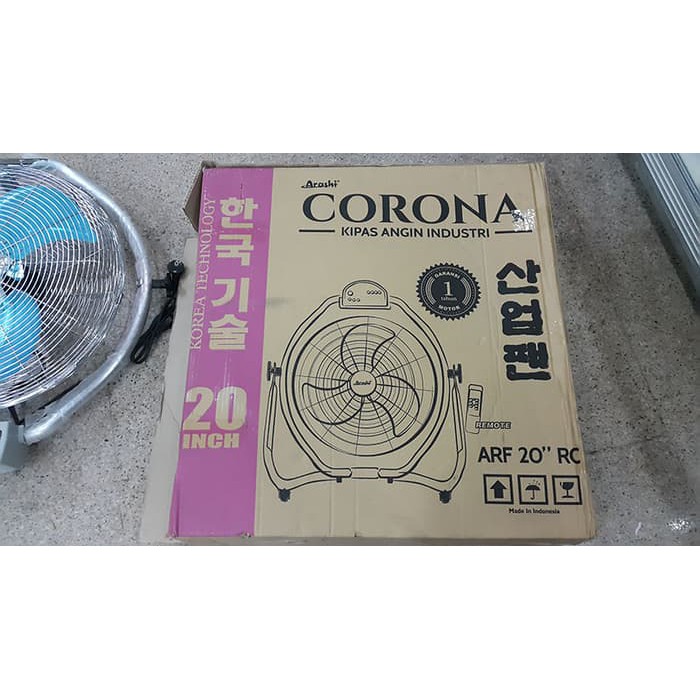 Arashi
CORONA
KIPAS ANGIN INDUSTRI
한국 기술
KOREA TECHNOLOGY
20
INCH
GARANSI
1
tahun
MOTOR
산업팬
Arashi
REMOTE
ARF 20" RC
Made in Indonesia